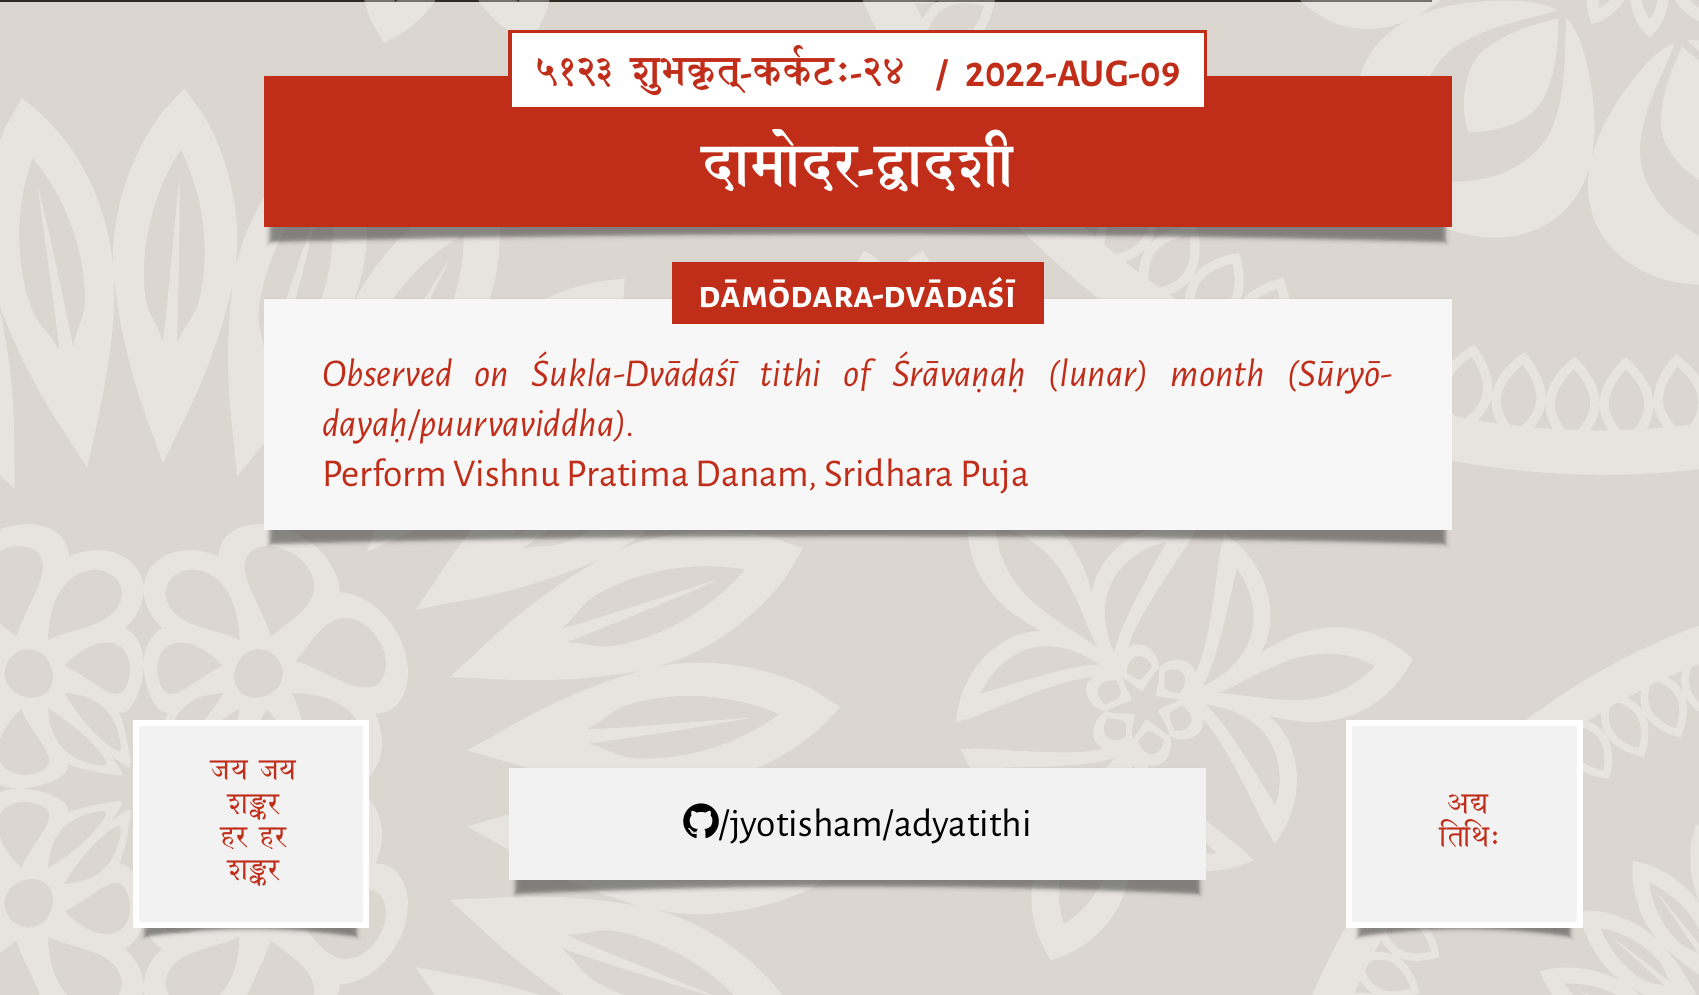 ५१२३ शुभकृत्-कर्कटः-२४ / 2022-AUG-09
दामोदर-द्वादशी
DĀMŌDARA-DVĀDAŚĪ
Observed on Śukla-Dvādaśī tithi of Śrāvaṇaḥ (lunar) month (Sūryō-
dayaḥ/puurvaviddha).
Perform Vishnu Pratima Danam, Sridhara Puja
जय जय
शङ्कर
हर हर
शङ्कर
/jyotisham/adyatithi
अद्य
तिथिः